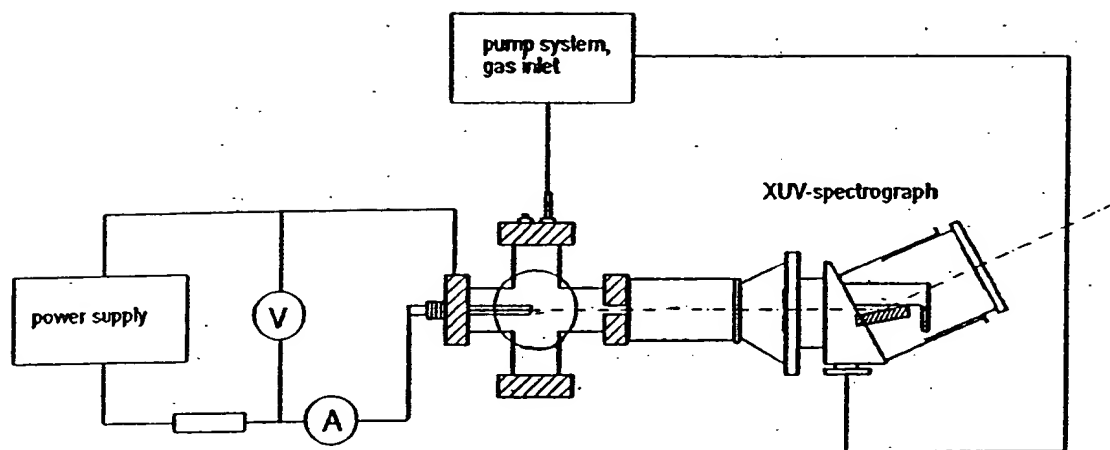 pump system,
gas inlet
XUV-spectrograph
power supply
V
A